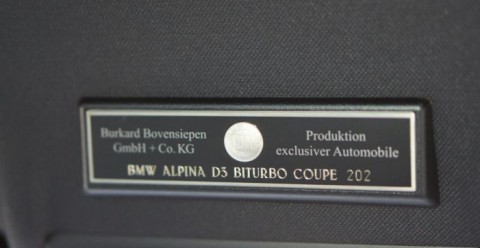 Burkard Bovensiepen
GmbH + Co. KG
Produktion
exclusiver Automobile
BMW ALPINA D3 BITURBO COUPE 202